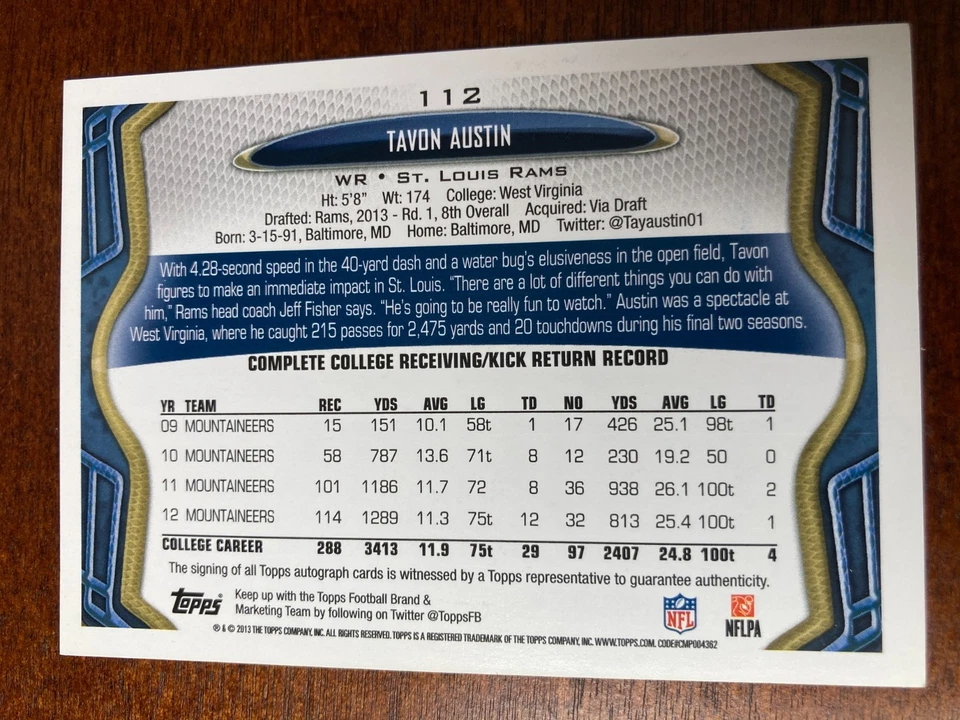 112
TAVON AUSTIN
WR • ST. LOUIS RAMS
Ht: 5'8" Wt: 174 College: West Virginia
Drafted: Rams, 2013 - Rd. 1, 8th Overall Acquired: Via Draft
Born: 3-15-91, Baltimore, MD Home: Baltimore, MD Twitter: @Tayaustin01
With 4.28-second speed in the 40-yard dash and a water bug's elusiveness in the open field, Tavon
figures to make an immediate impact in St. Louis. "There are a lot of different things you can do with
him," Rams head coach Jeff Fisher says. "He's going to be really fun to watch." Austin was a spectacle at
West Virginia, where he caught 215 passes for 2,475 yards and 20 touchdowns during his final two seasons.
COMPLETE COLLEGE RECEIVING/KICK RETURN RECORD
YR TEAM REC YDS AVG LG TD NO YDS AVG LG TD
09 MOUNTAINEERS 15 151 10.1 58t 1 17 426 25.1 98t 1
10 MOUNTAINEERS 58 787 13.6 71t 8 12 230 19.2 50 0
11 MOUNTAINEERS 101 1186 11.7 72 8 36 938 26.1 100t 2
12 MOUNTAINEERS 114 1289 11.3 75t 12 32 813 25.4 100t 1
COLLEGE CAREER 288 3413 11.9 75t 29 97 2407 24.8 100t 4
The signing of all Topps autograph cards is witnessed by a Topps representative to guarantee authenticity.
Topps
Keep up with the Topps Football Brand &
Marketing Team by following on Twitter @ToppsFB
NFL
NFLPA
® & © 2013 THE TOPPS COMPANY, INC. ALL RIGHTS RESERVED. TOPPS IS A REGISTERED TRADEMARK OF THE TOPPS COMPANY, INC. WWW.TOPPS.COM. CODE#CMP004362